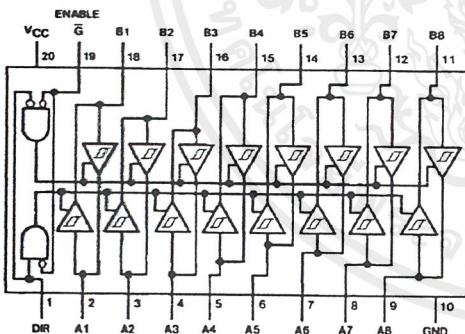 ENABLE
VCC G̅ B1 B2 B3 B4 B5 B6 B7 B8
20 19 18 17 16 15 14 13 12 11
1 2 3 4 5 6 7 8 9 10
DIR A1 A2 A3 A4 A5 A6 A7 A8 GND